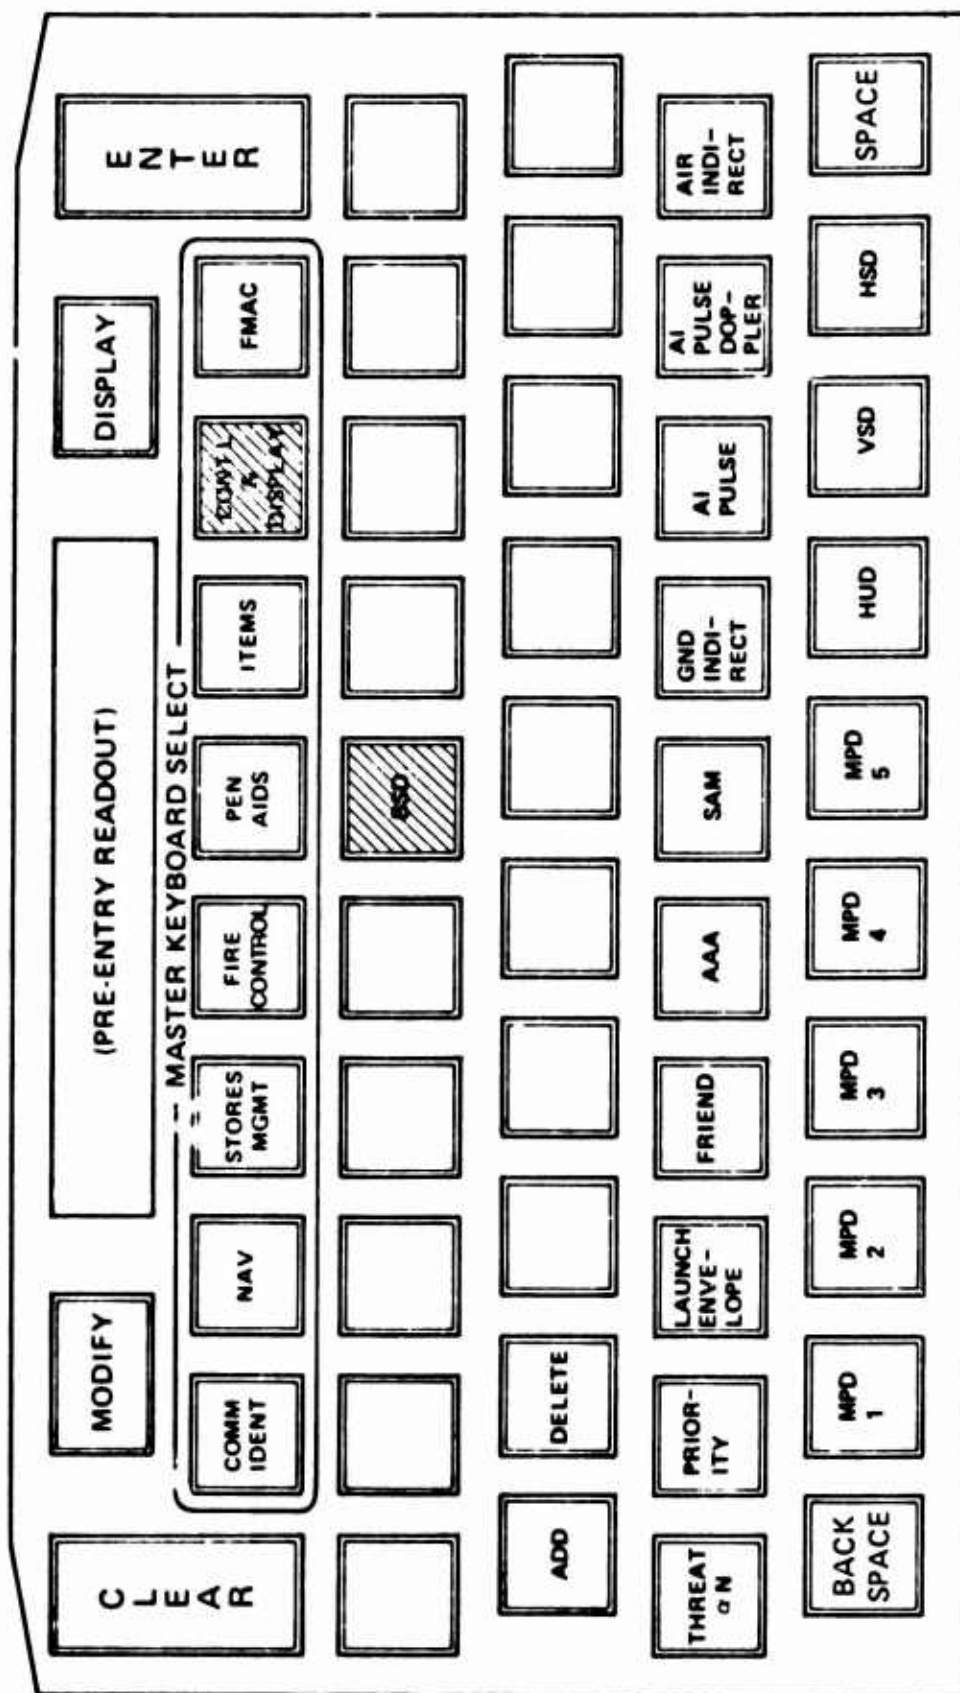 CLEAR
MODIFY
(PRE-ENTRY READOUT)
DISPLAY
ENTER
MASTER KEYBOARD SELECT
COMM
IDENT
NAV
STORES
MGMT
FIRE
CONTROL
PEN
AIDS
ITEMS
CONT'L
&
DISPLAY
FMAC
BSD
ADD
DELETE
THREAT
αN
PRIOR-
ITY
LAUNCH
ENVE-
LOPE
FRIEND
AAA
SAM
GND
INDI-
RECT
AI
PULSE
AI
PULSE
DOP-
PLER
AIR
INDI-
RECT
BACK
SPACE
MPD
1
MPD
2
MPD
3
MPD
4
MPD
5
HUD
VSD
HSD
SPACE